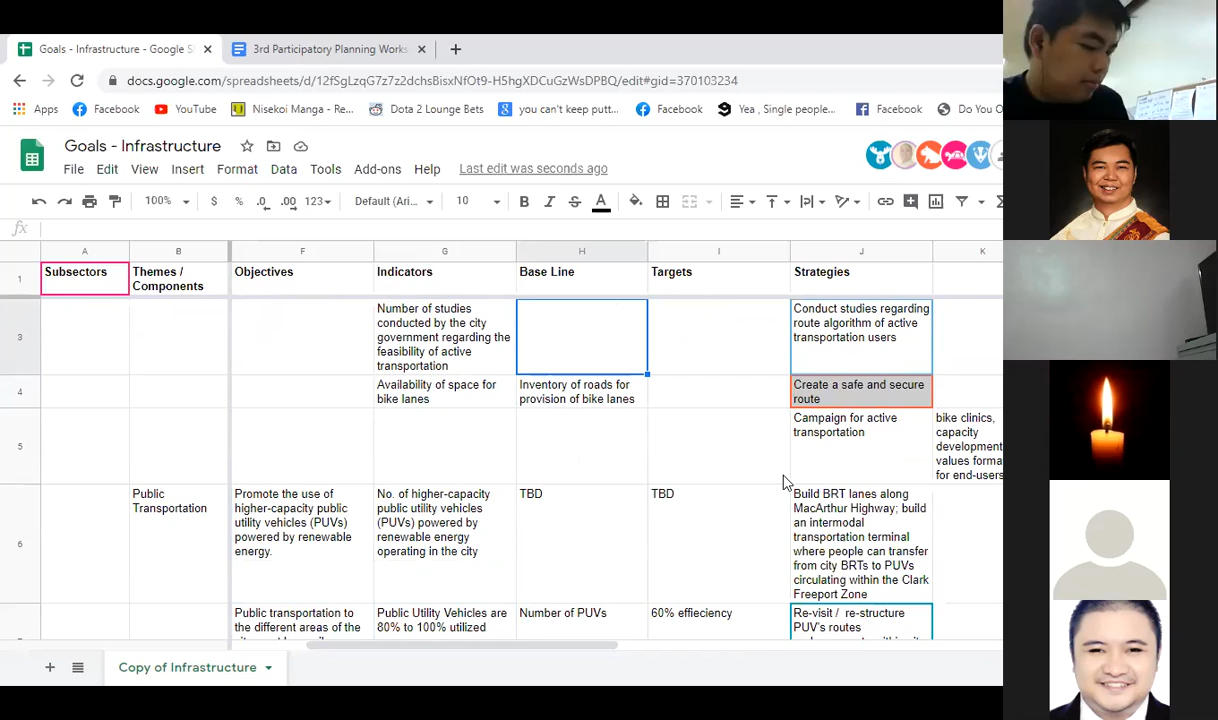 Goals - Infrastructure - Google S
3rd Participatory Planning Works
docs.google.com/spreadsheets/d/12fSgLzqG7z7z2dchsBisxNfOt9-H5hgXDCuGzWsDPBQ/edit#gid=370103234
Apps Facebook YouTube Nisekoi Manga - Re... Dota 2 Lounge Bets you can't keep putt... Facebook Yea , Single people... Facebook Do You O
Goals - Infrastructure
File Edit View Insert Format Data Tools Add-ons Help Last edit was seconds ago
100% $ % .0 .00 123 Default (Ari... 10 B I S A
fx
A B F G H I J K
1 Subsectors Themes / Components Objectives Indicators Base Line Targets Strategies
3
Number of studies
conducted by the city
government regarding the
feasibility of active
transportation
Conduct studies regarding
route algorithm of active
transportation users
4
Availability of space for
bike lanes
Inventory of roads for
provision of bike lanes
Create a safe and secure
route
5
Campaign for active
transportation
bike clinics,
capacity
development
values forma
for end-users
6
Public
Transportation
Promote the use of
higher-capacity public
utility vehicles (PUVs)
powered by renewable
energy.
No. of higher-capacity
public utility vehicles
(PUVs) powered by
renewable energy
operating in the city
TBD
TBD
Build BRT lanes along
MacArthur Highway; build
an intermodal
transportation terminal
where people can transfer
from city BRTs to PUVs
circulating within the Clark
Freeport Zone
Public transportation to
the different areas of the
Public Utility Vehicles are
80% to 100% utilized
Number of PUVs
60% effieciency
Re-visit / re-structure
PUV's routes
Copy of Infrastructure